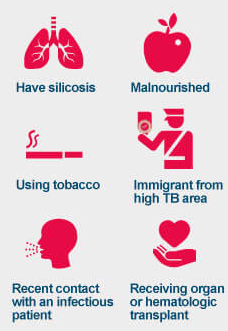 Have silicosis
Malnourished
Using tobacco
Immigrant from
high TB area
Recent contact
with an infectious
patient
Receiving organ
or hematologic
transplant